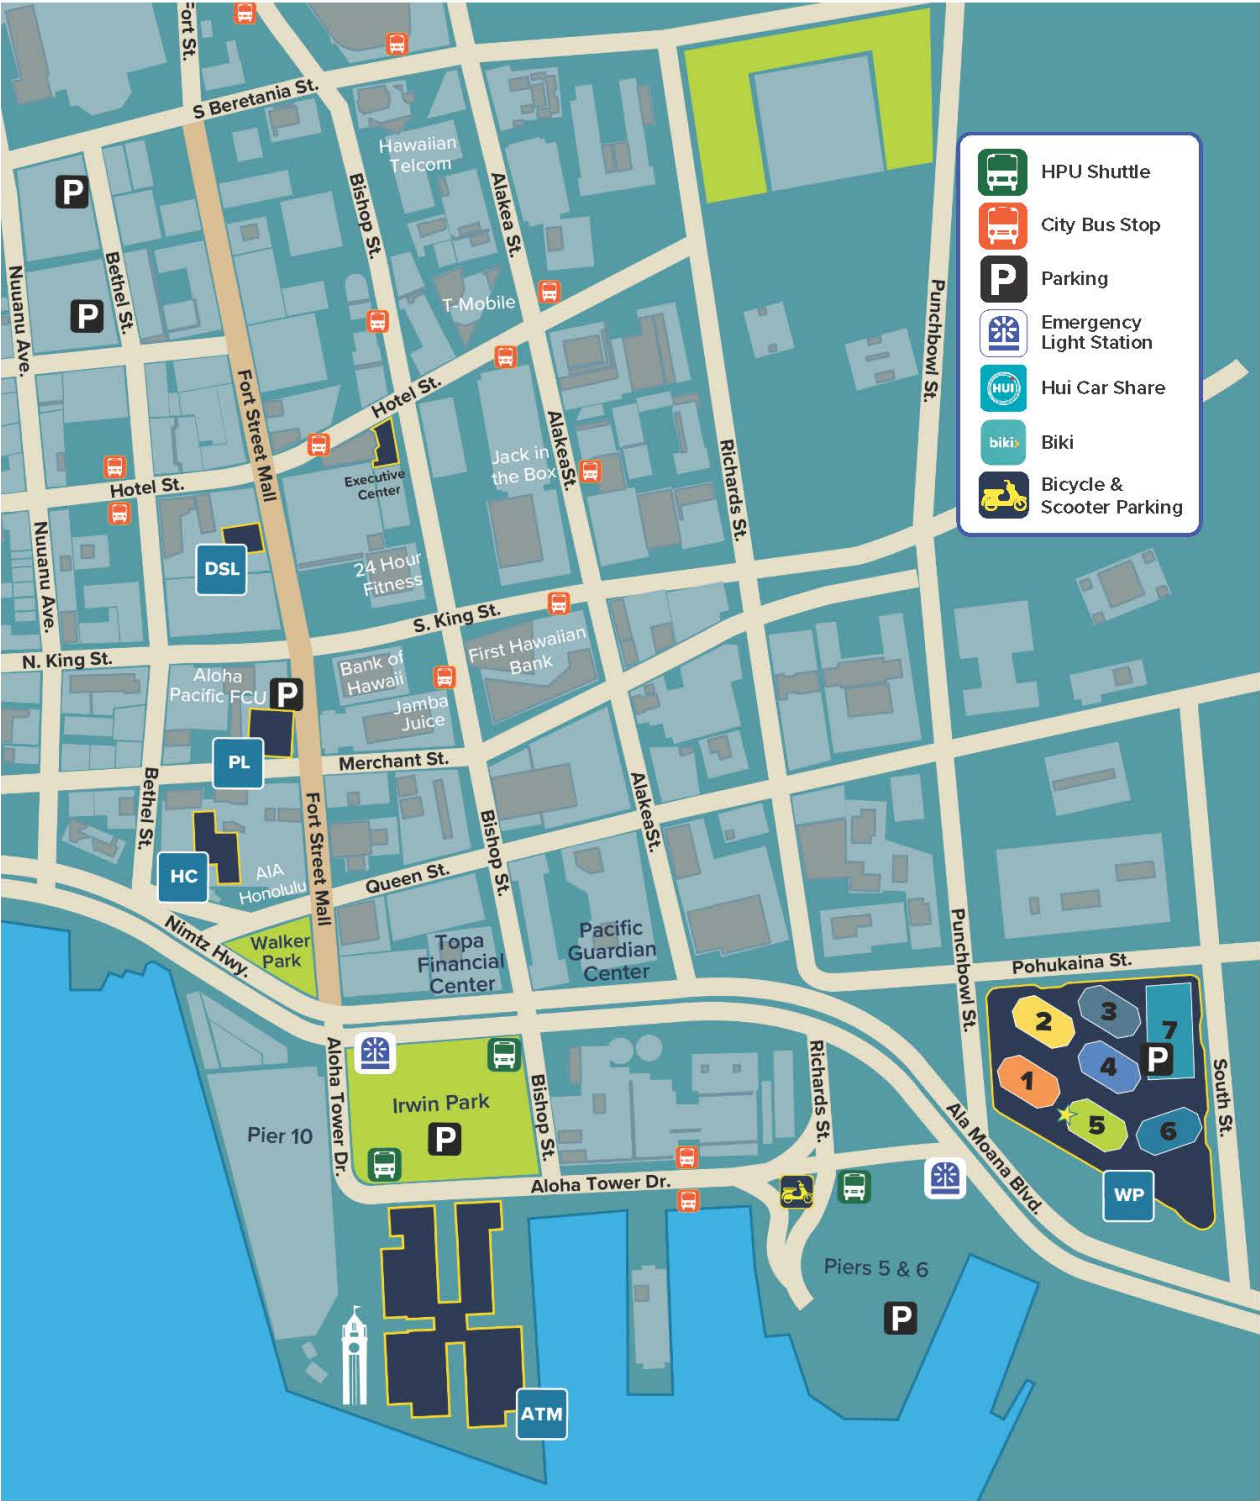 Fort St.
S Beretania St.
Hawaiian
Telcom
P
Bishop St.
Alakea St.
Bethel St.
Nuuanu Ave.
P
T-Mobile
Punchbowl St.
HPU Shuttle
City Bus Stop
P
Parking
Emergency
Light Station
HUI
Hui Car Share
biki
Biki
Bicycle &
Scooter Parking
Fort Street Mall
Hotel St.
Executive
Center
Jack in
the Box
AlakeaSt.
Richards St.
Hotel St.
Nuuanu Ave.
DSL
24 Hour
Fitness
S. King St.
N. King St.
Aloha
Pacific FCU
P
Bank of
Hawaii
First Hawaiian
Bank
Jamba
Juice
PL
Merchant St.
Bethel St.
Fort Street Mall
Bishop St.
AlakeaSt.
HC
AIA
Honolulu
Queen St.
Nimtz Hwy.
Walker
Park
Topa
Financial
Center
Pacific
Guardian
Center
Punchbowl St.
Pohukaina St.
2
3
7
P
1
4
5
6
WP
South St.
Aloha Tower Dr.
Irwin Park
P
Bishop St.
Pier 10
Richards St.
Ala Moana Blvd.
Aloha Tower Dr.
Piers 5 & 6
P
ATM